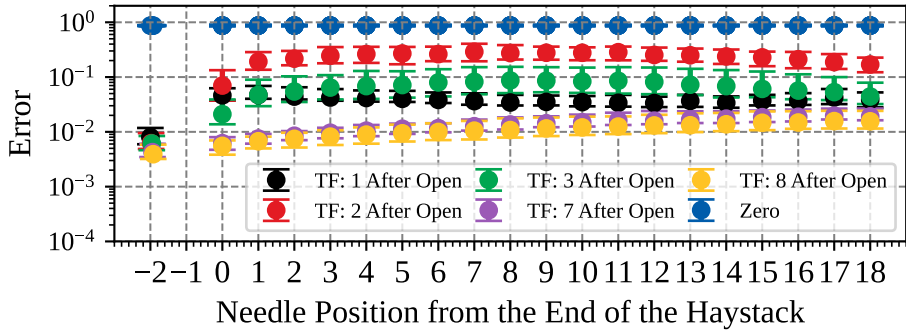 10⁰
10⁻¹
10⁻²
10⁻³
10⁻⁴
Error
TF: 1 After Open
TF: 2 After Open
TF: 3 After Open
TF: 7 After Open
TF: 8 After Open
Zero
−2 −1 0 1 2 3 4 5 6 7 8 9 10 11 12 13 14 15 16 17 18
Needle Position from the End of the Haystack